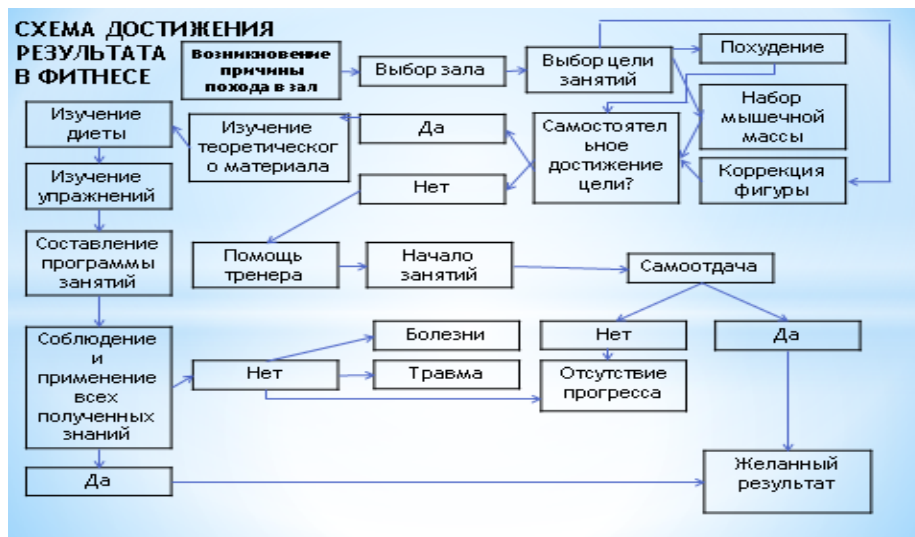 СХЕМА ДОСТИЖЕНИЯ
РЕЗУЛЬТАТА
В ФИТНЕСЕ
Возникновение
причины
похода в зал
Выбор зала
Выбор цели
занятий
Похудение
Набор
мышечной
массы
Коррекция
фигуры
Самостоятел
ьное
достижение
цели?
Да
Нет
Изучение
теоретическог
о материала
Изучение
диеты
Изучение
упражнений
Составление
программы
занятий
Соблюдение
и
применение
всех
полученных
знаний
Да
Помощь
тренера
Начало
занятий
Самоотдача
Нет
Да
Нет
Болезни
Травма
Отсутствие
прогресса
Желанный
результат